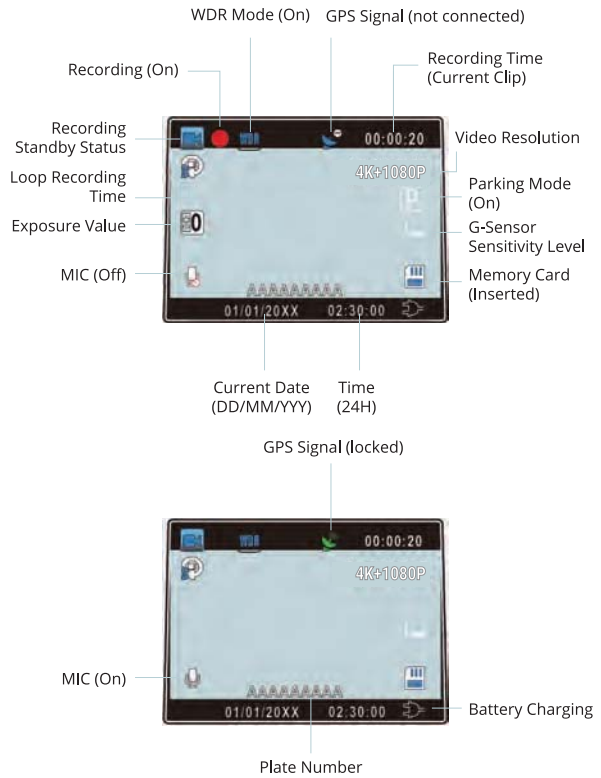 WDR Mode (On)
GPS Signal (not connected)
Recording (On)
Recording Time
(Current Clip)
Recording
Standby Status
Video Resolution
Loop Recording
Time
Parking Mode
(On)
Exposure Value
G-Sensor
Sensitivity Level
MIC (Off)
Memory Card
(Inserted)
00:00:20
4K+1080P
0
AAAAAAAAA
01/01/20XX 02:30:00
Current Date
(DD/MM/YYY)
Time
(24H)
GPS Signal (locked)
00:00:20
4K+1080P
MIC (On)
AAAAAAAAA
01/01/20XX 02:30:00
Battery Charging
Plate Number